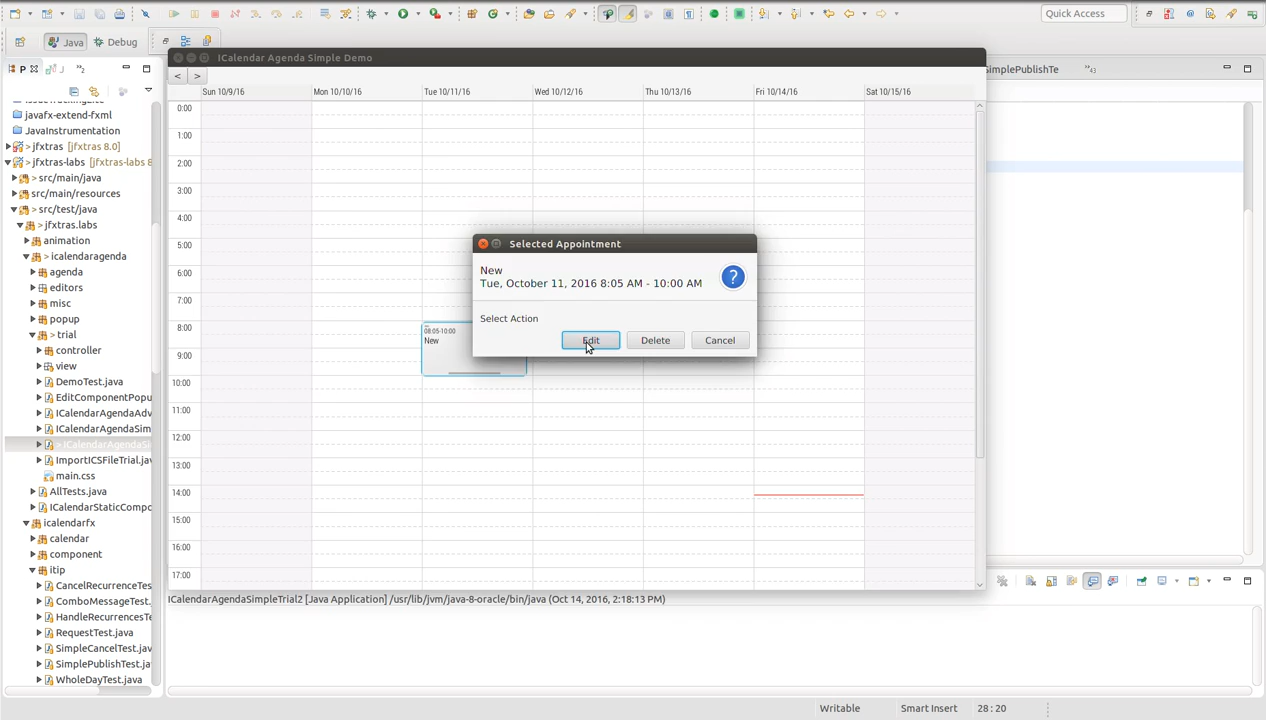 Quick Access
Java
Debug
P
J
»2
ICalendar Agenda Simple Demo
SimplePublishTe
»43
<
>
Sun 10/9/16
Mon 10/10/16
Tue 10/11/16
Wed 10/12/16
Thu 10/13/16
Fri 10/14/16
Sat 10/15/16
javafx-extend-fxml
JavaInstrumentation
> jfxtras [jfxtras 8.0]
> jfxtras-labs [jfxtras-labs 8
> src/main/java
src/main/resources
> src/test/java
> jfxtras.labs
animation
> icalendaragenda
agenda
editors
misc
popup
> trial
controller
view
DemoTest.java
EditComponentPopu
ICalendarAgendaAdv
ICalendarAgendaSim
> ICalendarAgendaSi
ImportICSFileTrial.jav
main.css
AllTests.java
ICalendarStaticCompo
icalendarfx
calendar
component
itip
CancelRecurrenceTes
ComboMessageTest.
HandleRecurrencesTe
RequestTest.java
SimpleCancelTest.jav
SimplePublishTest.ja
WholeDayTest.java
0:00
1:00
2:00
3:00
4:00
5:00
6:00
7:00
8:00
9:00
10:00
11:00
12:00
13:00
14:00
15:00
16:00
17:00
08:05-10:00
New
Selected Appointment
New
Tue, October 11, 2016 8:05 AM - 10:00 AM
?
Select Action
Edit
Delete
Cancel
ICalendarAgendaSimpleTrial2 [Java Application] /usr/lib/jvm/java-8-oracle/bin/java (Oct 14, 2016, 2:18:13 PM)
Writable
Smart Insert
28 : 20